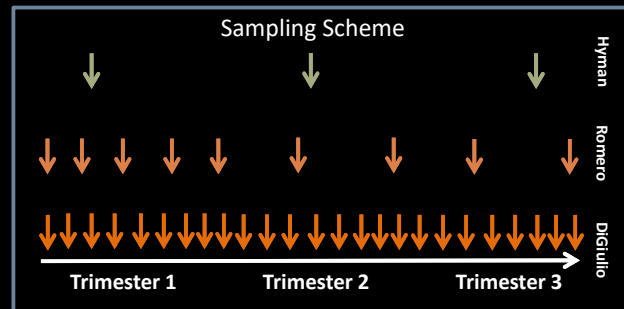 Sampling Scheme
Hyman
Romero
DiGiulio
Trimester 1 Trimester 2 Trimester 3